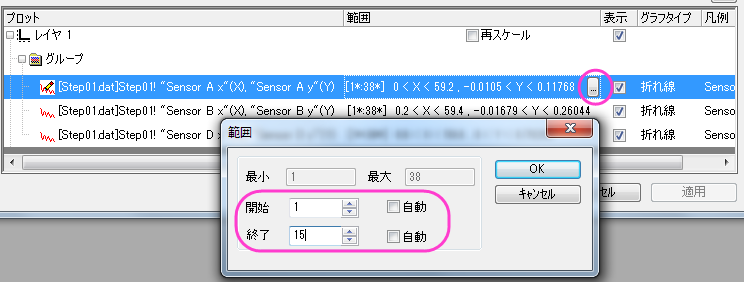 プロット 範囲 表示 グラフタイプ 凡例
レイヤ 1 再スケール
グループ
[Step01.dat]Step01! "Sensor A x"(X), "Sensor A y"(Y) [1*:38*] 0 < X < 59.2 , -0.0105 < Y < 0.11768 ... 折れ線 Senso
[Step01.dat]Step01! "Sensor B x"(X), "Sensor B y"(Y) [1*:38*] 0.2 < X < 59.4 , -0.01679 < Y < 0.26044 折れ線 Senso
[Step01.dat]Step01! "Sensor D 折れ線 Senso
範囲
最小 1 最大 38 OK
キャンセル
開始 1 自動
終了 15 自動
セル 適用